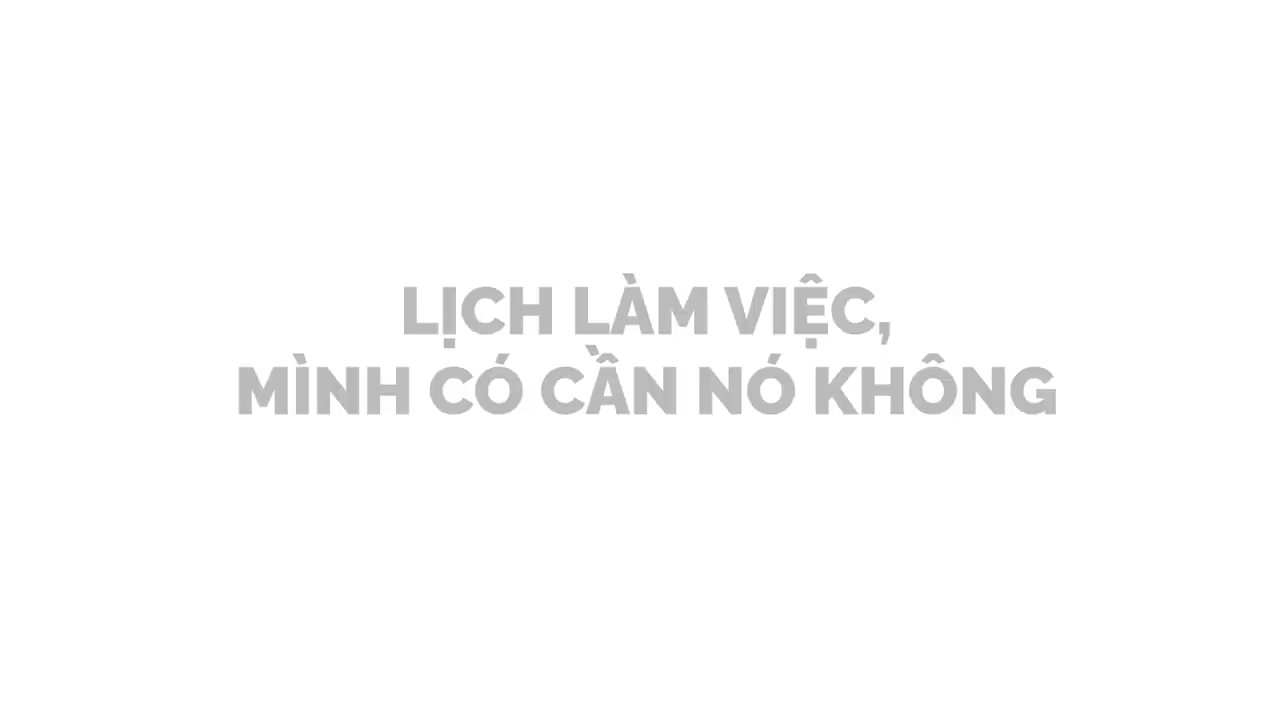 LỊCH LÀM VIỆC,
MÌNH CÓ CẦN NÓ KHÔNG